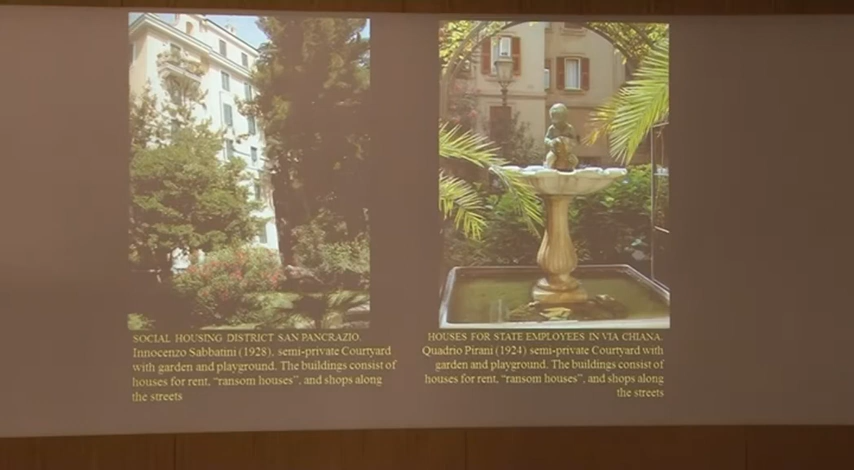 SOCIAL HOUSING DISTRICT SAN PANCRAZIO.
Innocenzo Sabbatini (1928). semi-private Courtyard
with garden and playground. The buildings consist of
houses for rent, "ransom houses", and shops along
the streets
HOUSES FOR STATE EMPLOYEES IN VIA CHIANA.
Quadrio Pirani (1924) semi-private Courtyard with
garden and playground. The buildings consist of
houses for rent, "ransom houses", and shops along
the streets